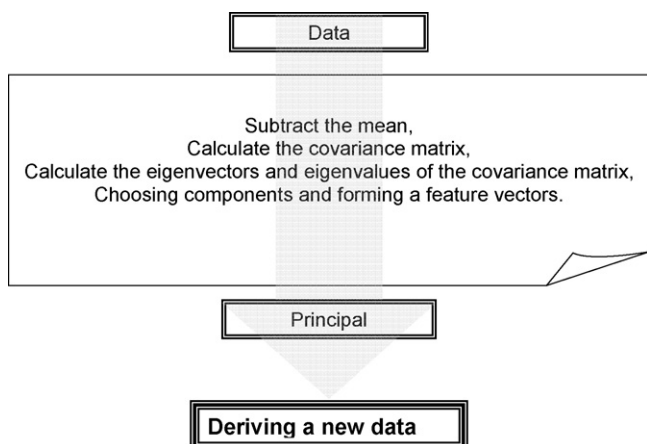 Data
Subtract the mean,
Calculate the covariance matrix,
Calculate the eigenvectors and eigenvalues of the covariance matrix,
Choosing components and forming a feature vectors.
Principal
Deriving a new data